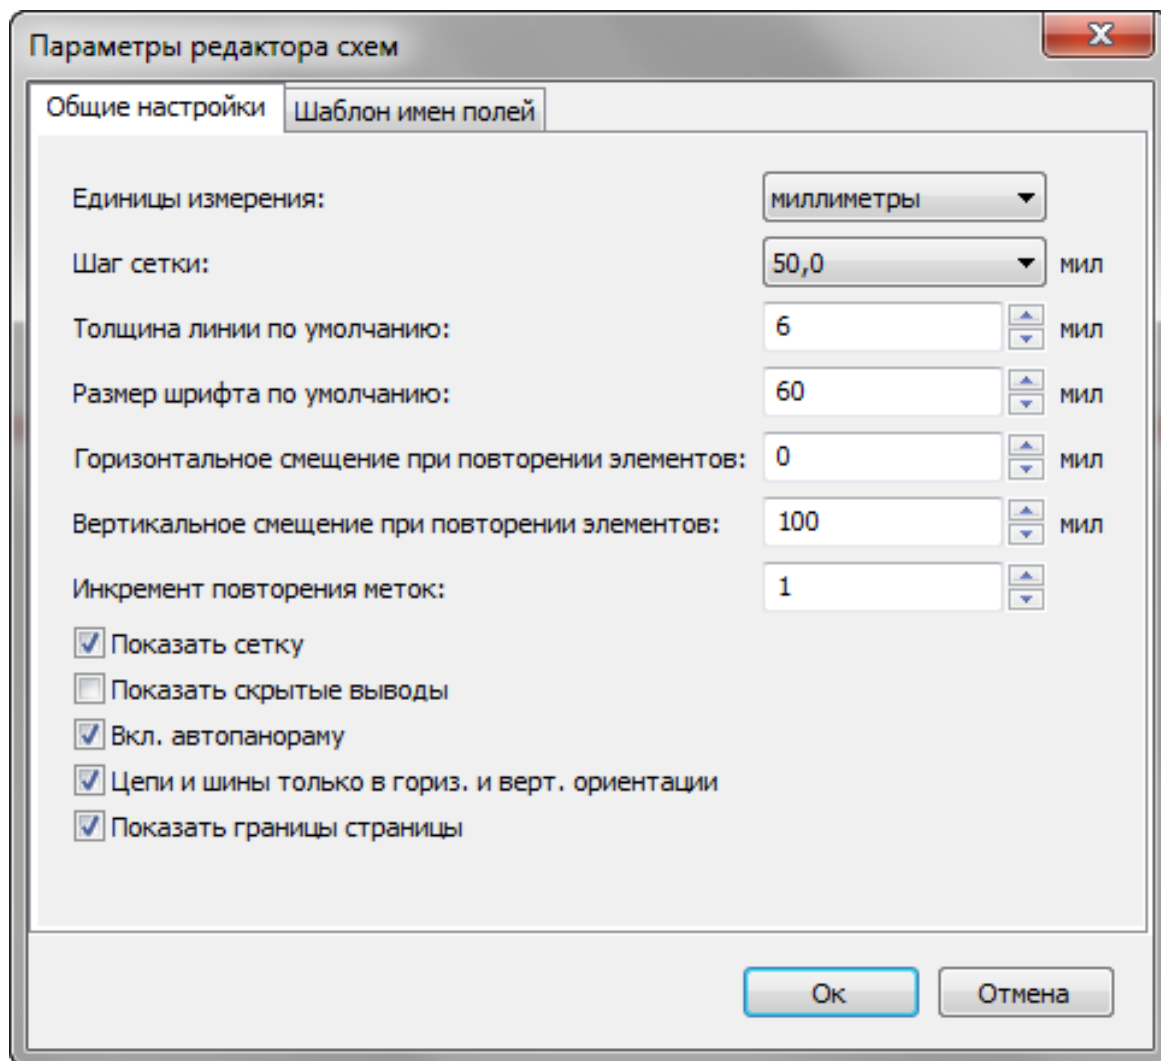 Параметры редактора схем
Общие настройки Шаблон имен полей
Единицы измерения: миллиметры
Шаг сетки: 50,0 мил
Толщина линии по умолчанию: 6 мил
Размер шрифта по умолчанию: 60 мил
Горизонтальное смещение при повторении элементов: 0 мил
Вертикальное смещение при повторении элементов: 100 мил
Инкремент повторения меток: 1
Показать сетку
Показать скрытые выводы
Вкл. автопанораму
Цепи и шины только в гориз. и верт. ориентации
Показать границы страницы
Ок Отмена